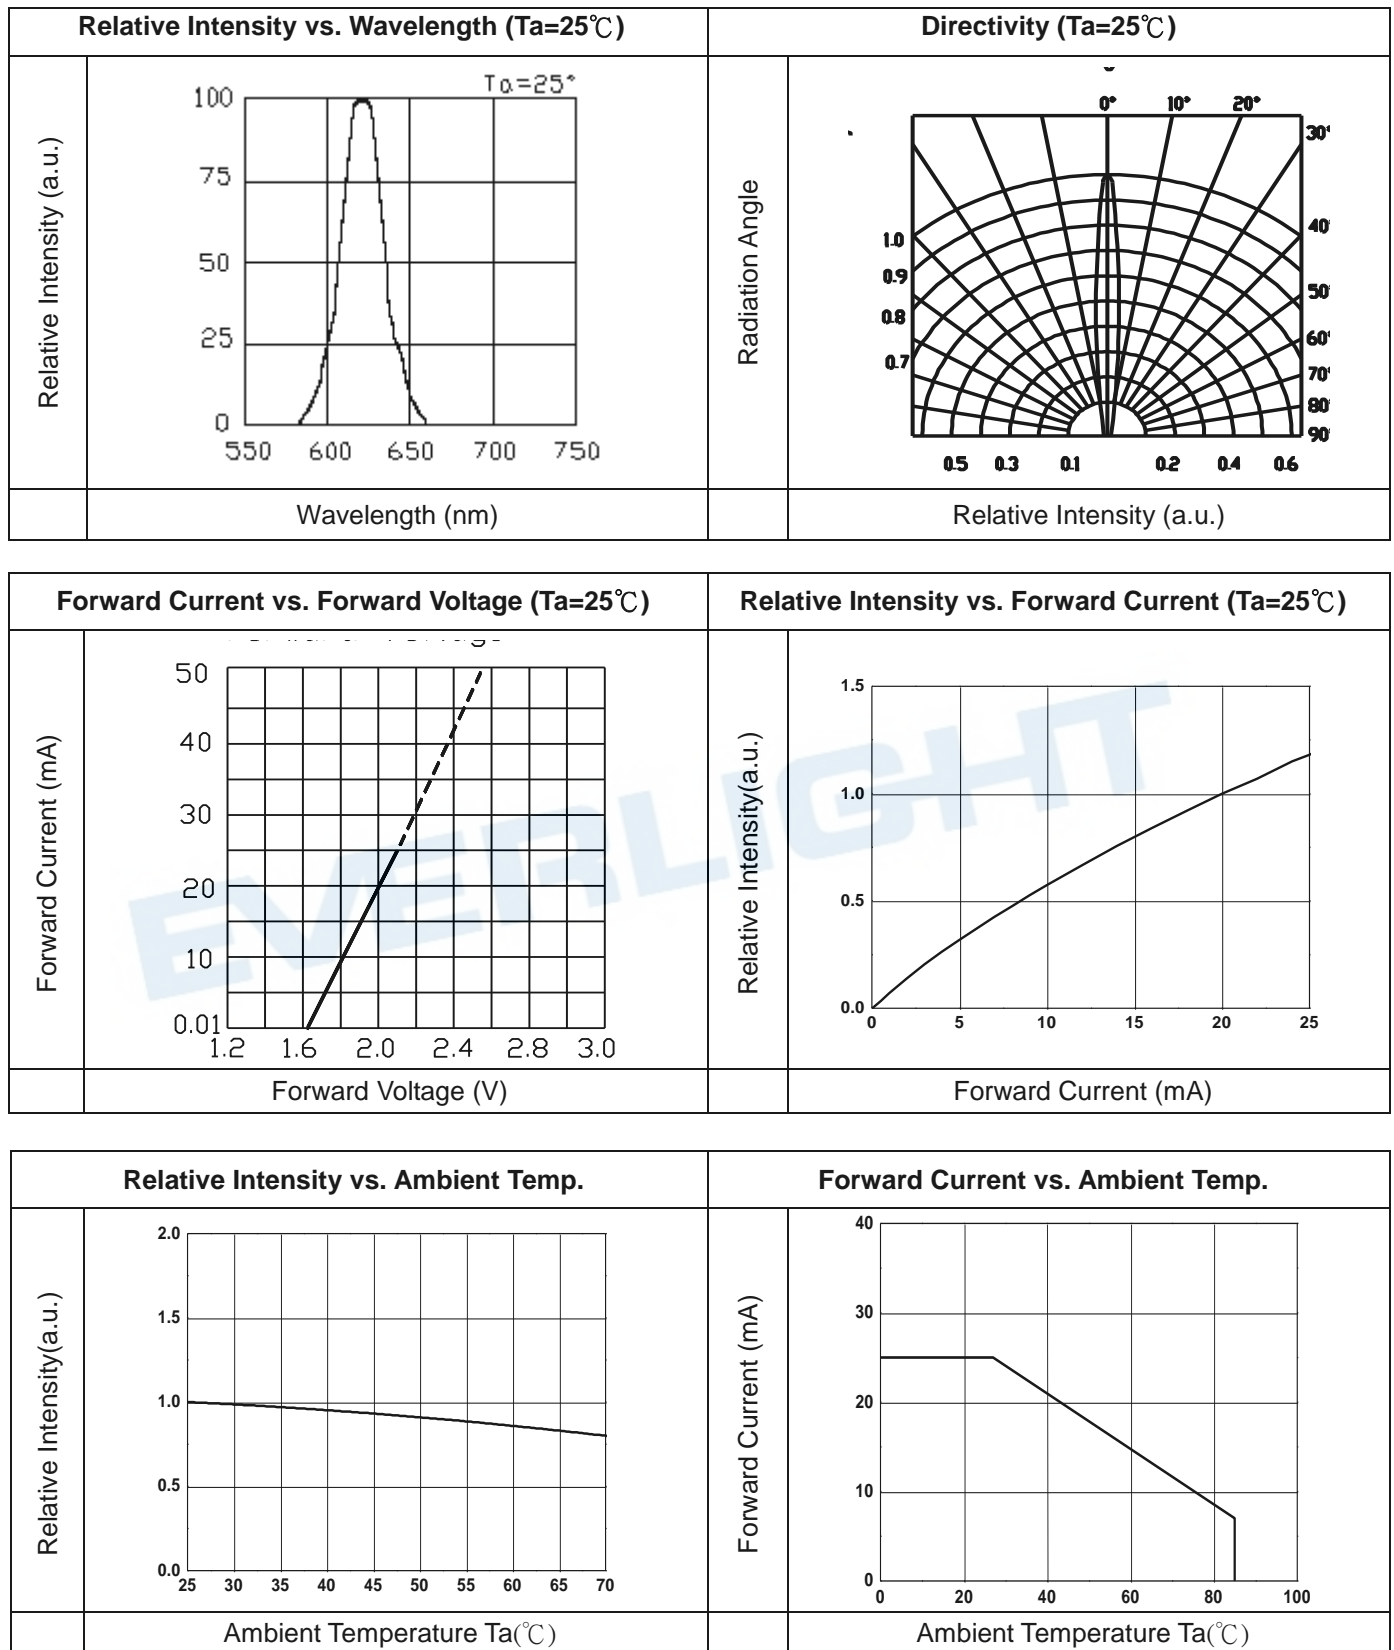 Relative Intensity vs. Wavelength (Ta=25℃)
Directivity (Ta=25℃)
Relative Intensity (a.u.)
Ta=25°
100
75
50
25
0
550 600 650 700 750
Wavelength (nm)
Radiation Angle
0° 10° 20°
30°
40°
50°
60°
70°
80°
90°
1.0
0.9
0.8
0.7
0.5 0.3 0.1 0.2 0.4 0.6
Relative Intensity (a.u.)
Forward Current vs. Forward Voltage (Ta=25℃)
Relative Intensity vs. Forward Current (Ta=25℃)
Forward Current (mA)
50
40
30
20
10
0.01
1.2 1.6 2.0 2.4 2.8 3.0
Forward Voltage (V)
Relative Intensity(a.u.)
1.5
1.0
0.5
0.0
0 5 10 15 20 25
Forward Current (mA)
EVERLIGHT
Relative Intensity vs. Ambient Temp.
Forward Current vs. Ambient Temp.
Relative Intensity(a.u.)
2.0
1.5
1.0
0.5
0.0
25 30 35 40 45 50 55 60 65 70
Ambient Temperature Ta(℃)
Forward Current (mA)
40
30
20
10
0
0 20 40 60 80 100
Ambient Temperature Ta(℃)